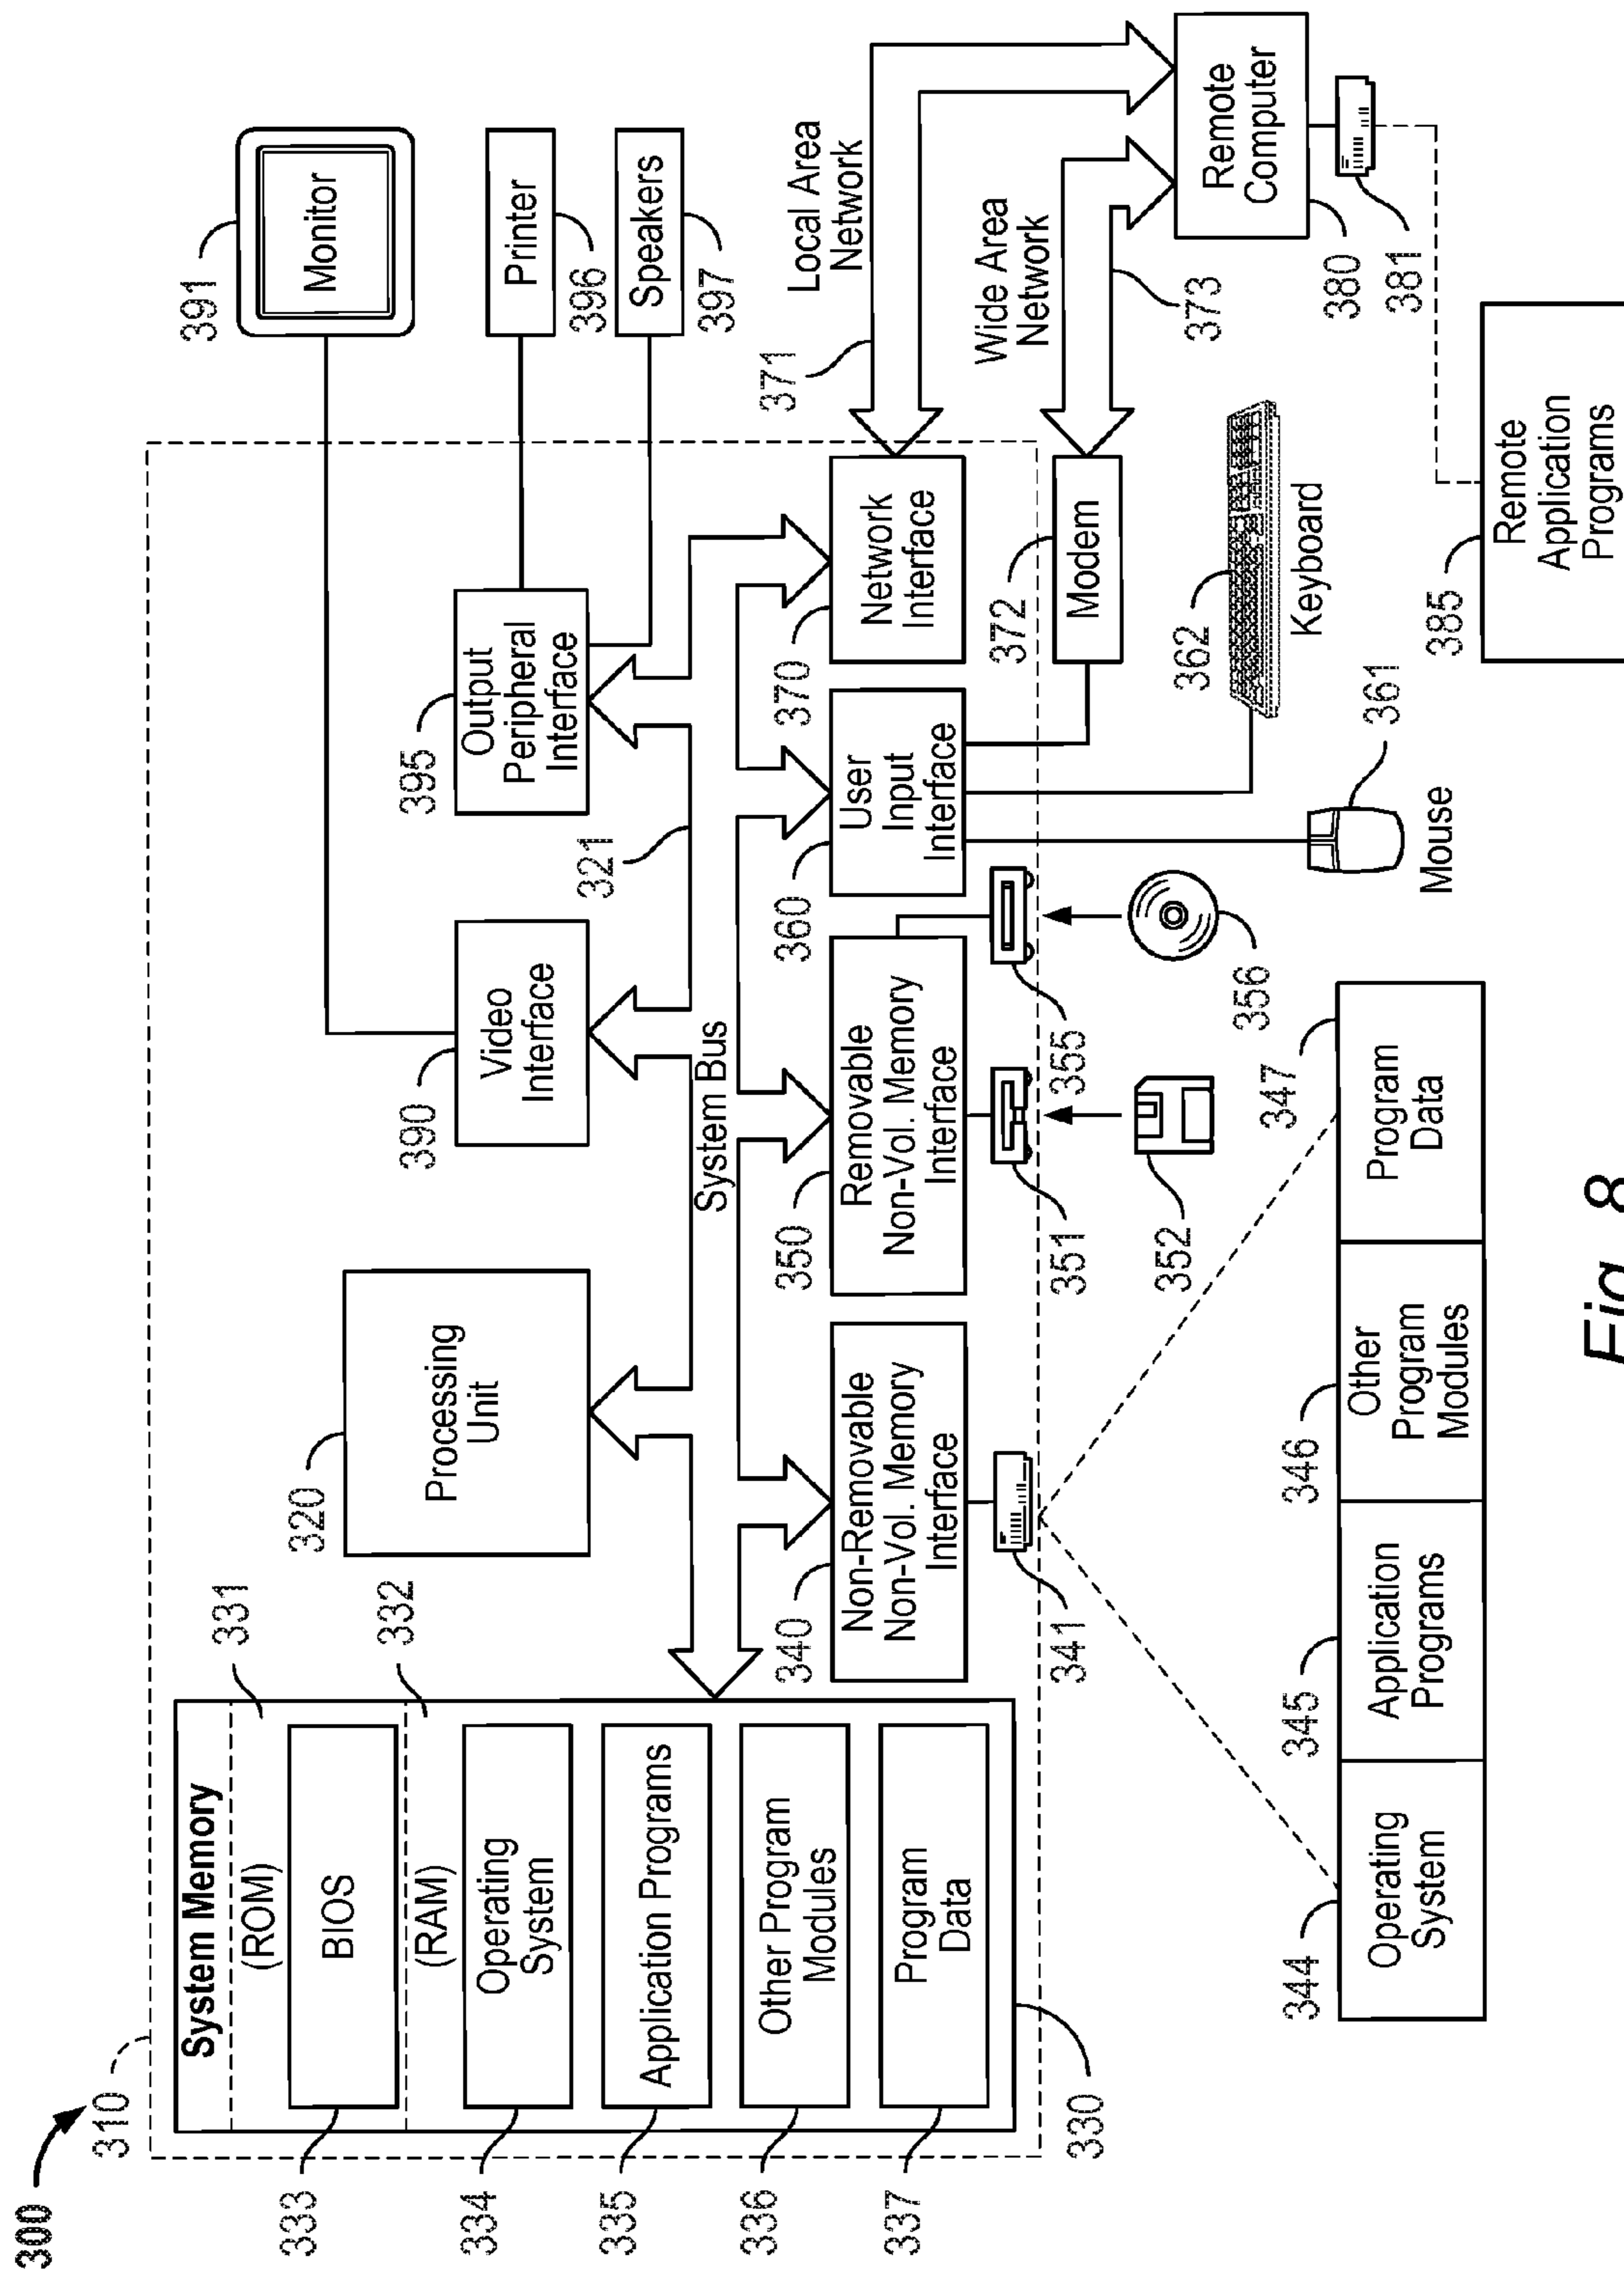 300
310
System Memory
(ROM)
331
BIOS
333
(RAM)
332
Operating
System
334
Application Programs
335
Other Program
Modules
336
Program
Data
337
330
320
Processing
Unit
390
Video
Interface
395
Output
Peripheral
Interface
391
Monitor
Printer
396
Speakers
397
321
System Bus
340
Non-Removable
Non-Vol. Memory
Interface
350
Removable
Non-Vol. Memory
Interface
360
User
Input
Interface
370
Network
Interface
371
Local Area
Network
Wide Area
Network
373
372
Modem
341
351
355
352
356
362
Keyboard
361
Mouse
Remote
Computer
380
381
385
Remote
Application
Programs
344
Operating
System
345
Application
Programs
346
Other
Program
Modules
347
Program
Data
Fig. 8